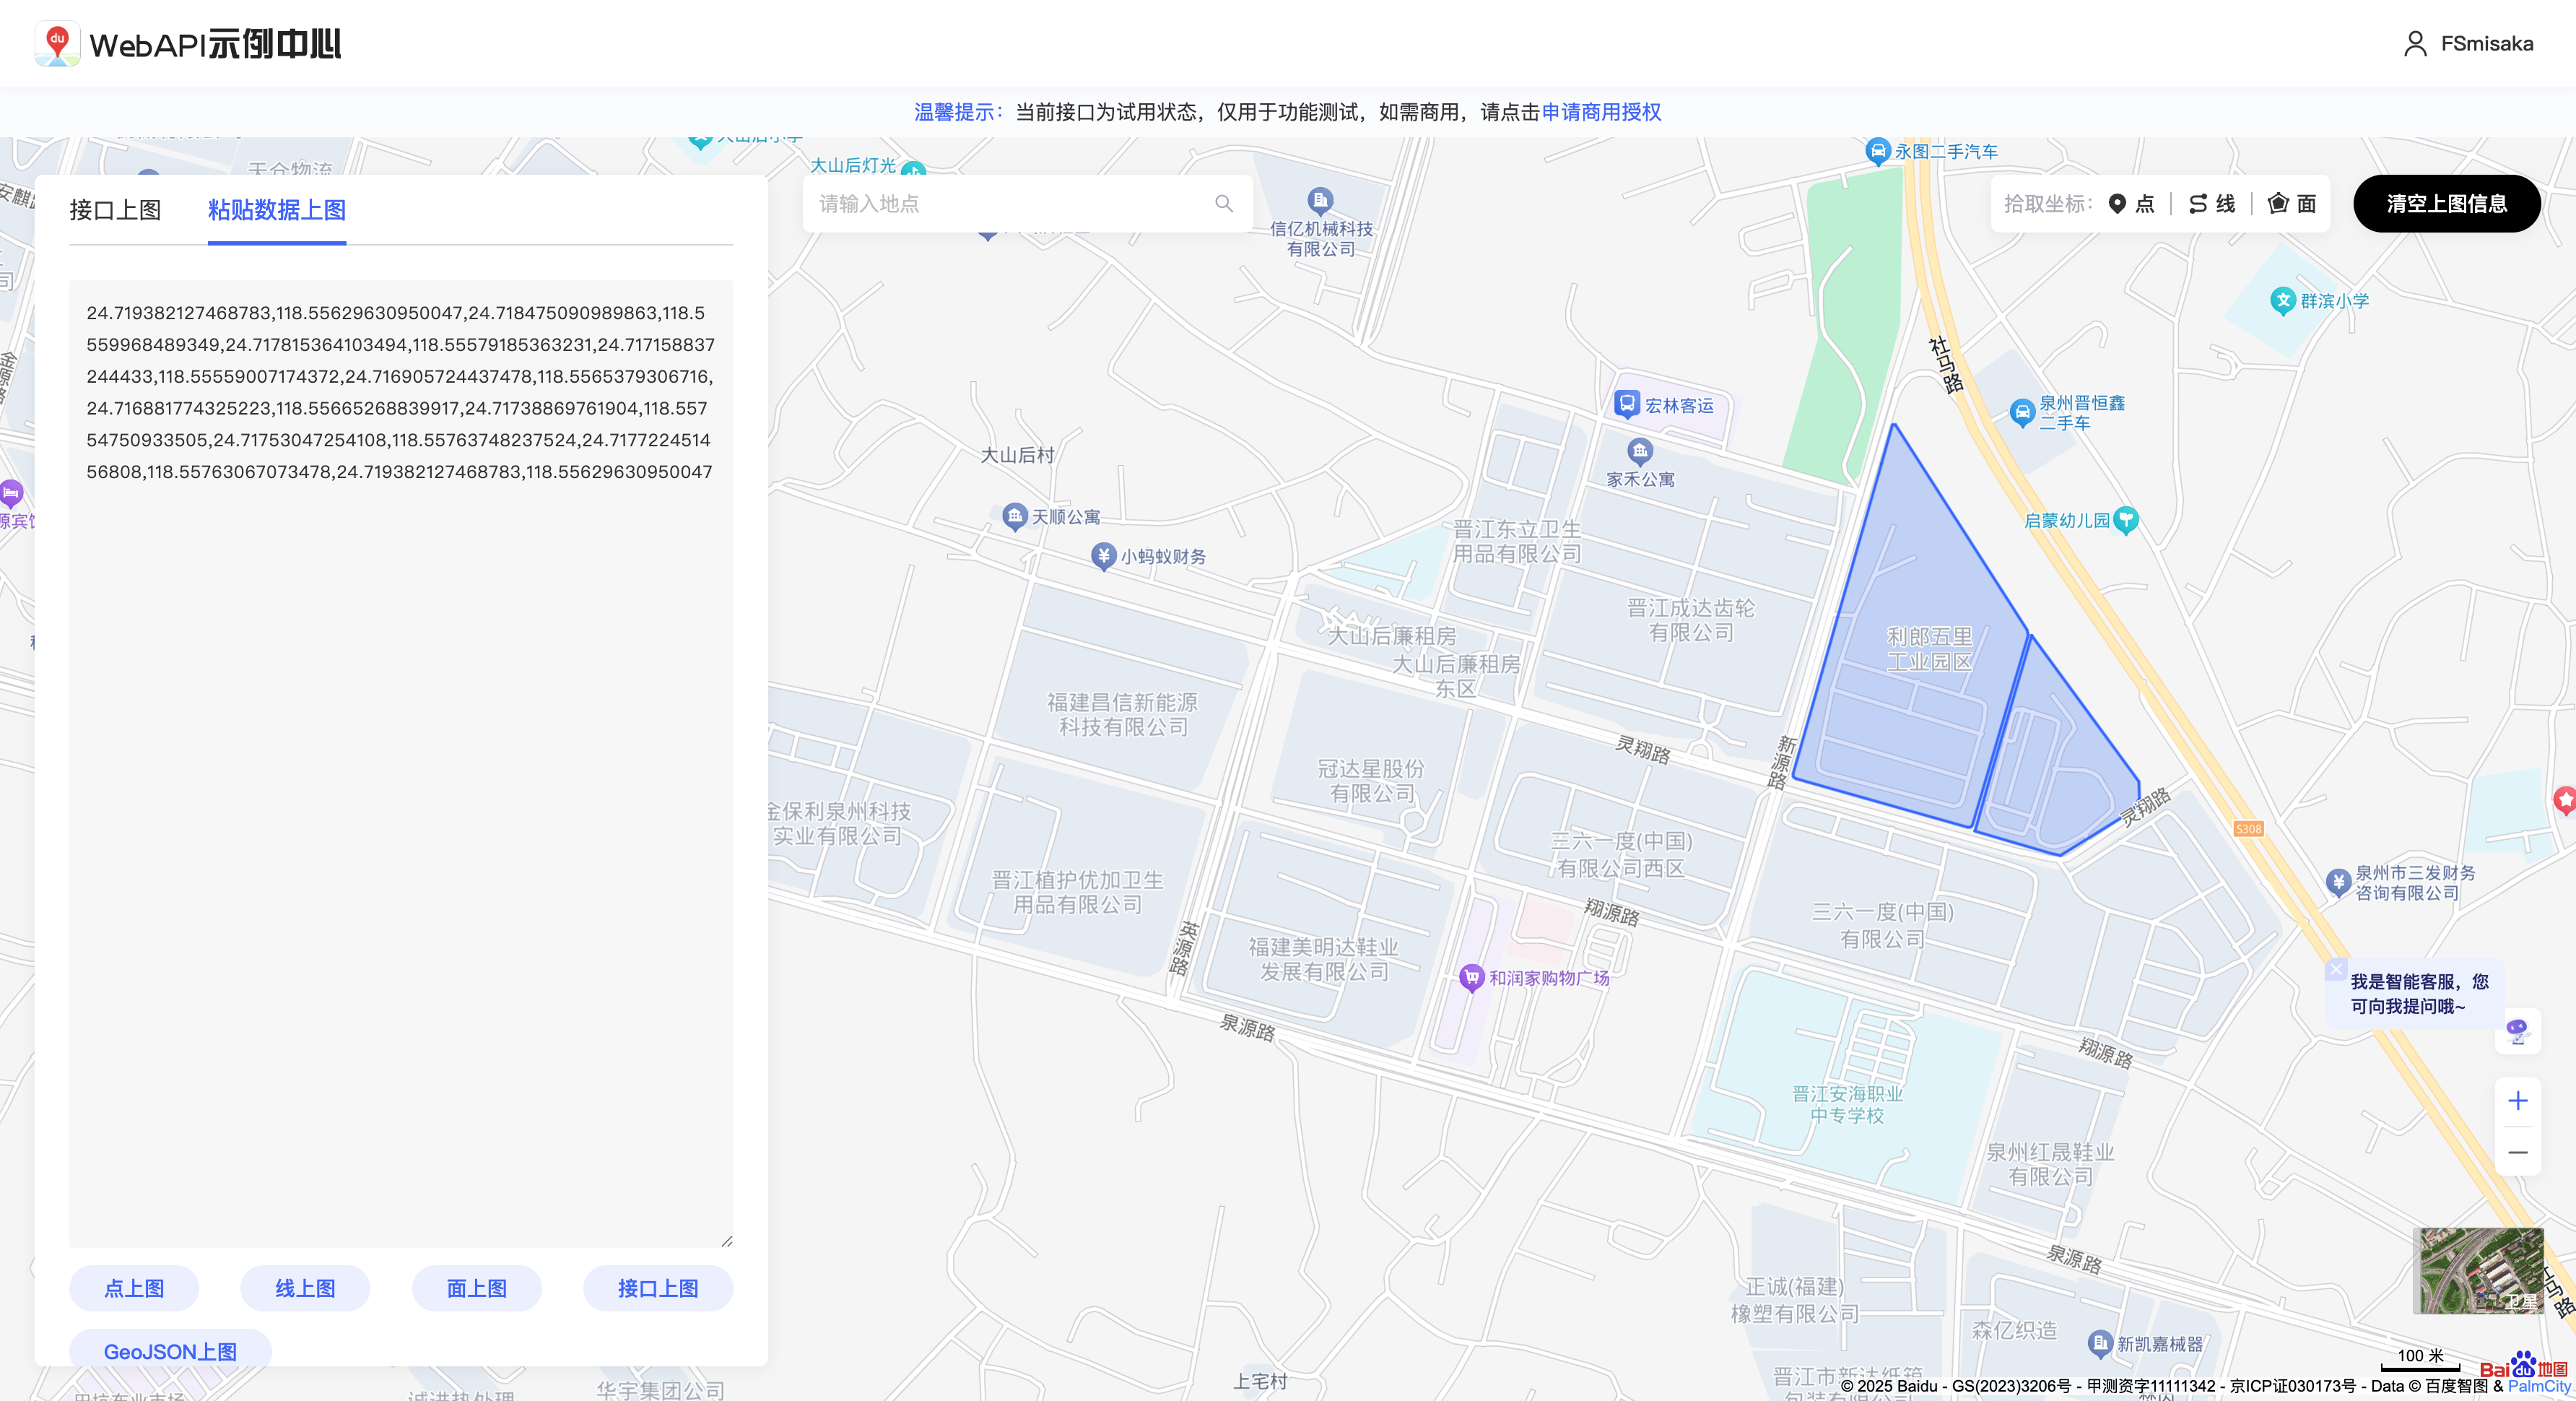 du
WebAPI示例中心
FSmisaka
温馨提示：当前接口为试用状态，仅用于功能测试，如需商用，请点击申请商用授权
接口上图
粘贴数据上图
24.719382127468783,118.55629630950047,24.718475090989863,118.5
559968489349,24.717815364103494,118.55579185363231,24.717158837
244433,118.55559007174372,24.716905724437478,118.5565379306716,
24.716881774325223,118.55665268839917,24.71738869761904,118.557
54750933505,24.71753047254108,118.55763748237524,24.7177224514
56808,118.55763067073478,24.719382127468783,118.55629630950047
点上图
线上图
面上图
接口上图
GeoJSON上图
请输入地点
拾取坐标：
点
线
面
清空上图信息
天仓物流
大山后灯光
信亿机械科技
有限公司
永图二手汽车
群滨小学
社马路
泉州晋恒鑫
二手车
宏林客运
家禾公寓
大山后村
天顺公寓
小蚂蚁财务
启蒙幼儿园
晋江东立卫生
用品有限公司
晋江成达齿轮
有限公司
大山后廉租房
大山后廉租房
东区
利郎五里
工业园区
福建昌信新能源
科技有限公司
灵翔路
新源路
冠达星股份
有限公司
金保利泉州科技
实业有限公司
灵翔路
S308
三六一度(中国)
有限公司西区
晋江植护优加卫生
用品有限公司
泉州市三发财务
咨询有限公司
翔源路
三六一度(中国)
有限公司
英源路
福建美明达鞋业
发展有限公司
和润家购物广场
我是智能客服，您
可向我提问哦~
泉源路
翔源路
晋江安海职业
中专学校
泉州红晟鞋业
有限公司
泉源路
正诚(福建)
橡塑有限公司
森亿织造
新凯嘉械器
卫星
上宅村
华宇集团公司
晋江市新达纸箱
100 米
Bai du 地图
© 2025 Baidu - GS(2023)3206号 - 甲测资字11111342 - 京ICP证030173号 - Data © 百度智图 & PalmCity